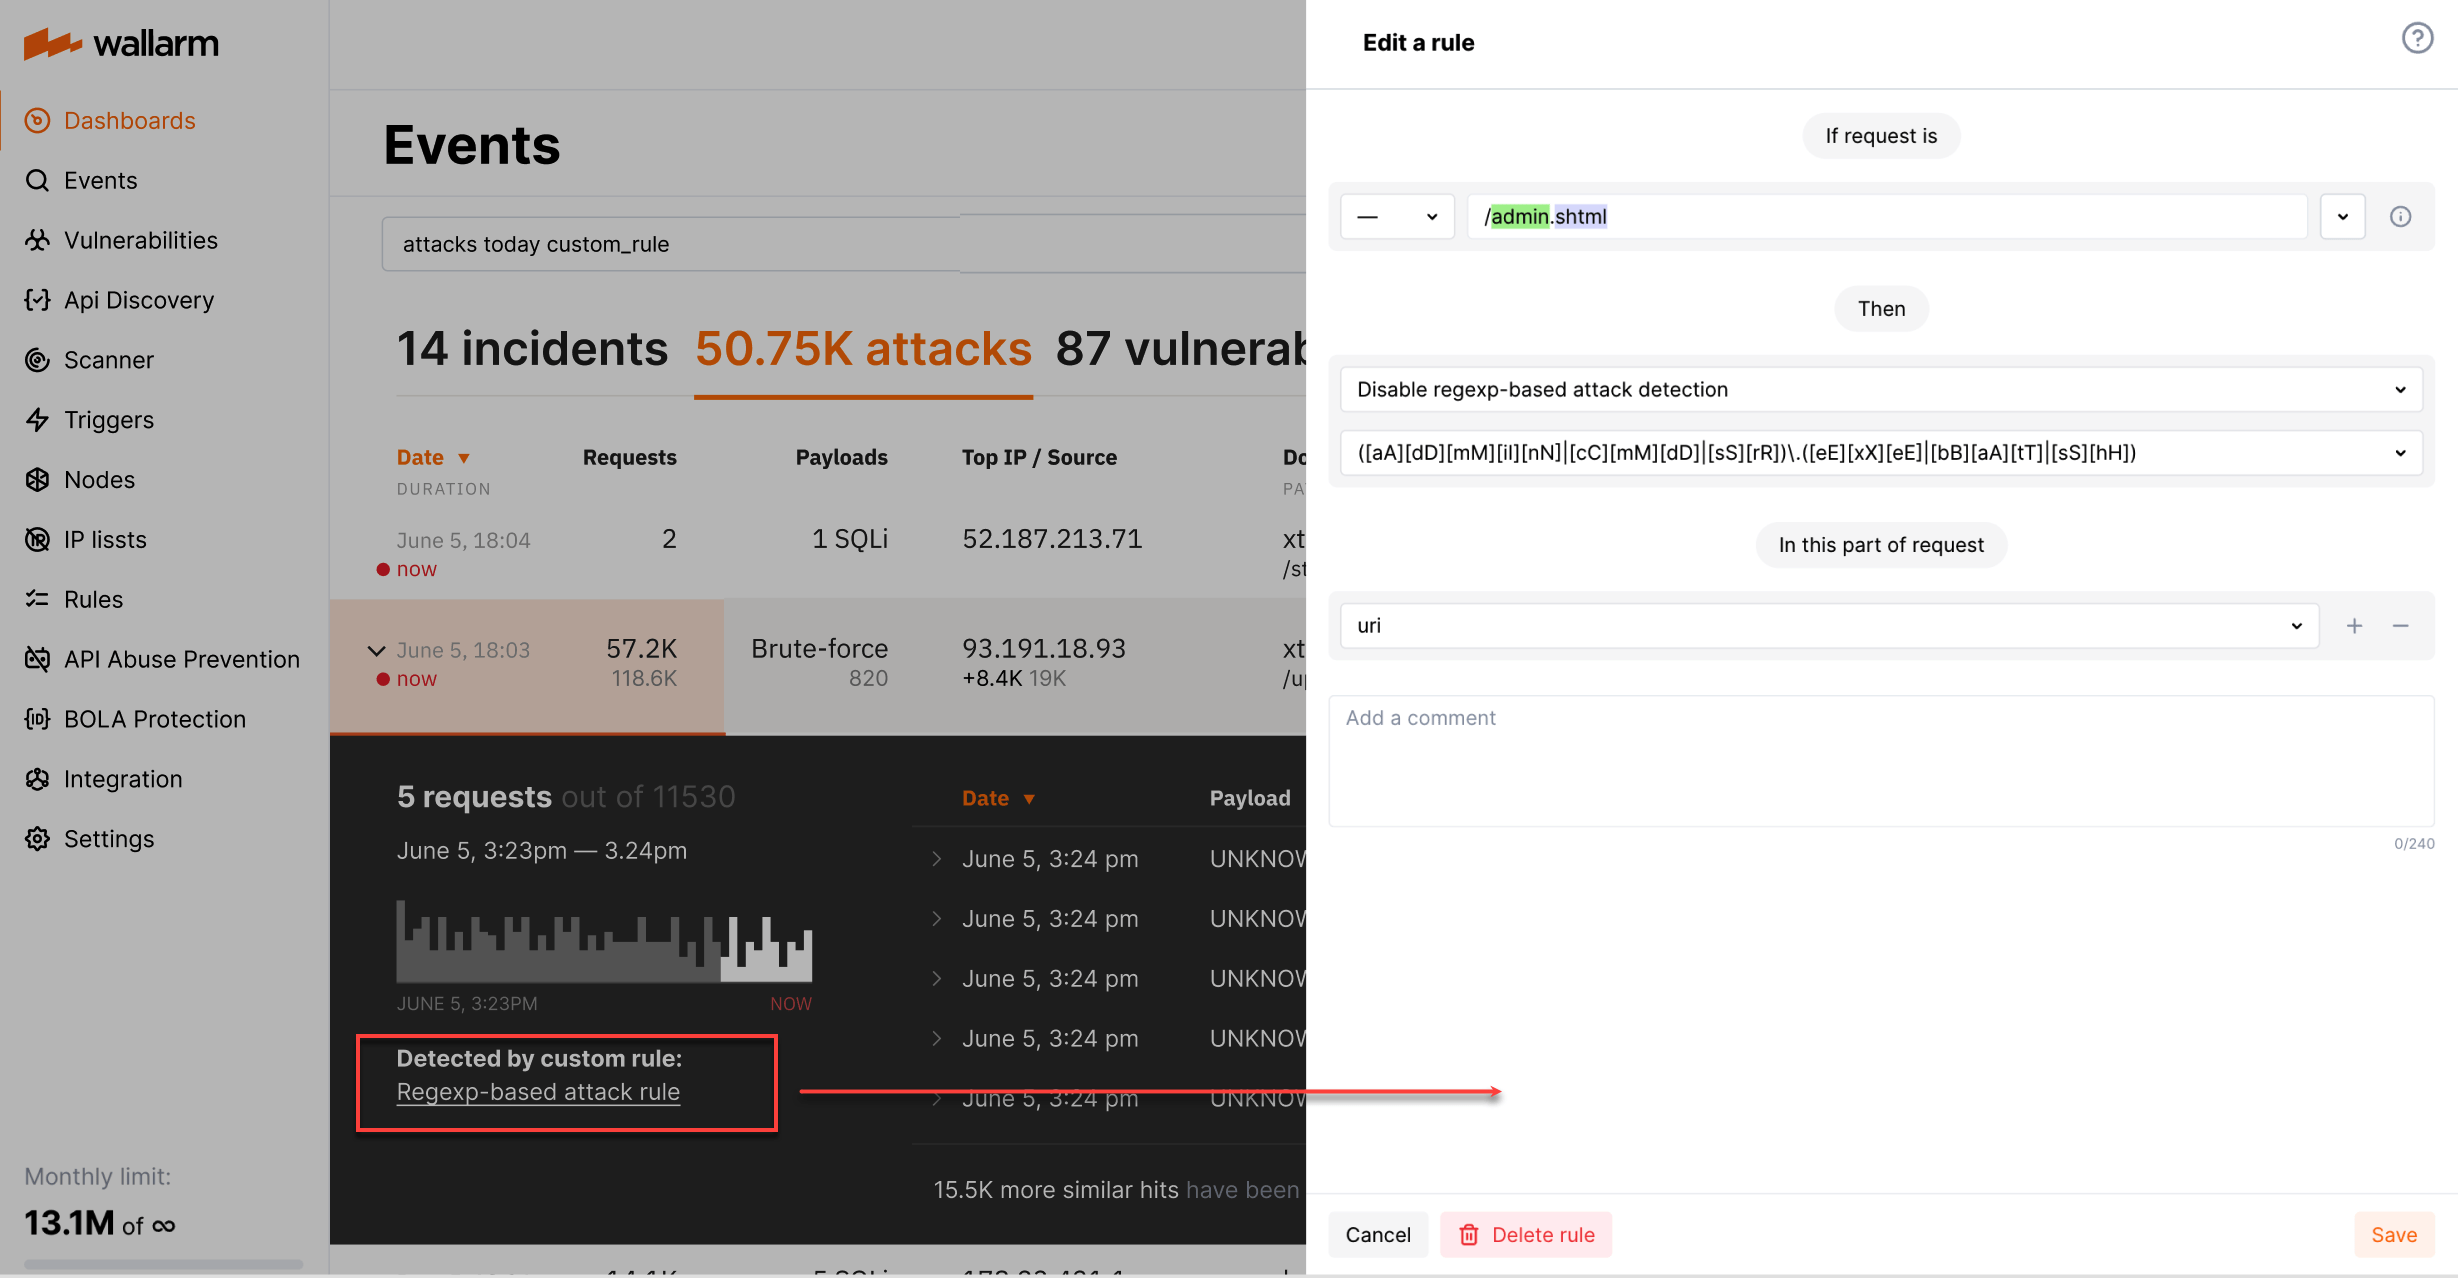 wallarm
Dashboards
Events
Vulnerabilities
Api Discovery
Scanner
Triggers
Nodes
IP lissts
Rules
API Abuse Prevention
BOLA Protection
Integration
Settings
Monthly limit:
13.1M of ∞
Events
attacks today custom_rule
14 incidents 50.75K attacks 87 vulnerab
Date ▼ Requests Payloads Top IP / Source Do
DURATION PA
June 5, 18:04 2 1 SQLi 52.187.213.71 xt
now /st
June 5, 18:03 57.2K Brute-force 93.191.18.93 xt
now 118.6K 820 +8.4K 19K /up
5 requests out of 11530
June 5, 3:23pm — 3.24pm
JUNE 5, 3:23PM NOW
Detected by custom rule:
Regexp-based attack rule
Date ▼ Payload
June 5, 3:24 pm UNKNOW
June 5, 3:24 pm UNKNOW
June 5, 3:24 pm UNKNOW
June 5, 3:24 pm UNKNOW
June 5, 3:24 pm UNKNOW
15.5K more similar hits have been
Edit a rule
If request is
— /admin.shtml
Then
Disable regexp-based attack detection
([aA][dD][mM][iI][nN]|[cC][mM][dD]|[sS][rR])\.([eE][xX][eE]|[bB][aA][tT]|[sS][hH])
In this part of request
uri
Add a comment
0/240
Cancel Delete rule Save